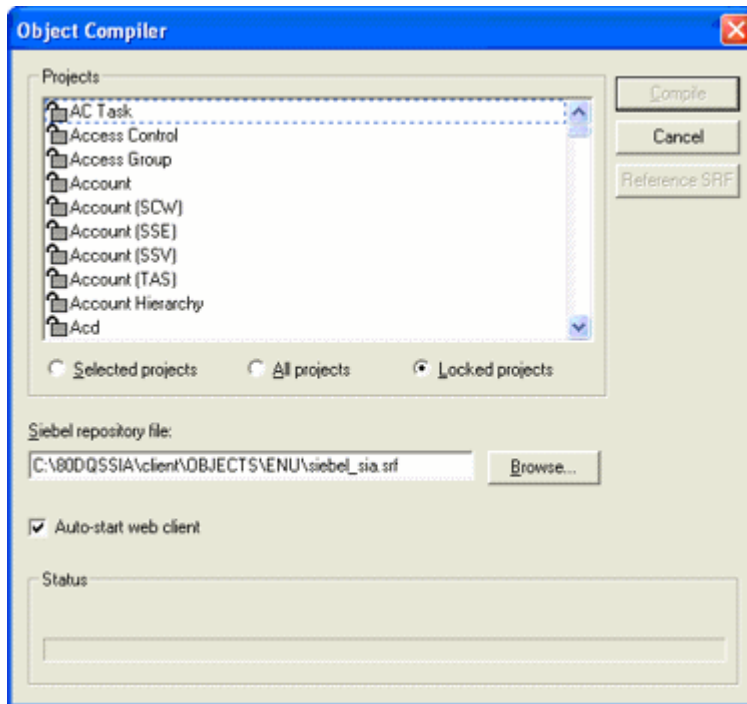 Object Compiler
Projects
AC Task
Access Control
Access Group
Account
Account (SCW)
Account (SSE)
Account (SSV)
Account (TAS)
Account Hierarchy
Acd
Selected projects All projects Locked projects
Compile
Cancel
Reference SRF
Siebel repository file:
C:\80DQSSIA\client\OBJECTS\ENU\siebel_sia.srf Browse...
Auto-start web client
Status